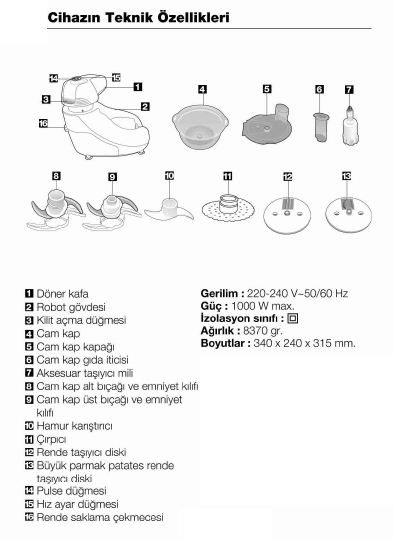 Cihazın Teknik Özellikleri
14 15
1
3
2
16
4 5 6 7
8 9 10 11 12 13
1 Döner kafa
2 Robot gövdesi
3 Kilit açma düğmesi
4 Cam kap
5 Cam kap kapağı
6 Cam kap gıda iticisi
7 Aksesuar taşıyıcı mili
8 Cam kap alt bıçağı ve emniyet kılıfı
9 Cam kap üst bıçağı ve emniyet
kılıfı
10 Hamur karıştırıcı
11 Çırpıcı
12 Rende taşıyıcı diski
13 Büyük parmak patates rende
taşıyıcı diski
14 Pulse düğmesi
15 Hız ayar düğmesi
16 Rende saklama çekmecesi
Gerilim : 220-240 V~50/60 Hz
Güç : 1000 W max.
İzolasyon sınıfı :
Ağırlık : 8370 gr.
Boyutlar : 340 x 240 x 315 mm.